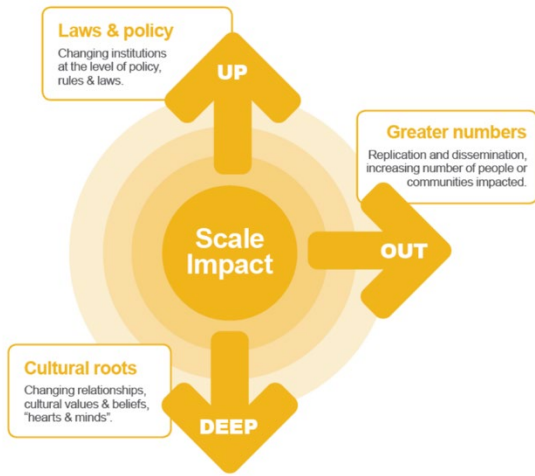 Laws & policy
Changing institutions
at the level of policy,
rules & laws.
UP
Greater numbers
Replication and dissemination,
increasing number of people or
communities impacted.
Scale
Impact
OUT
Cultural roots
Changing relationships,
cultural values & beliefs,
"hearts & minds".
DEEP